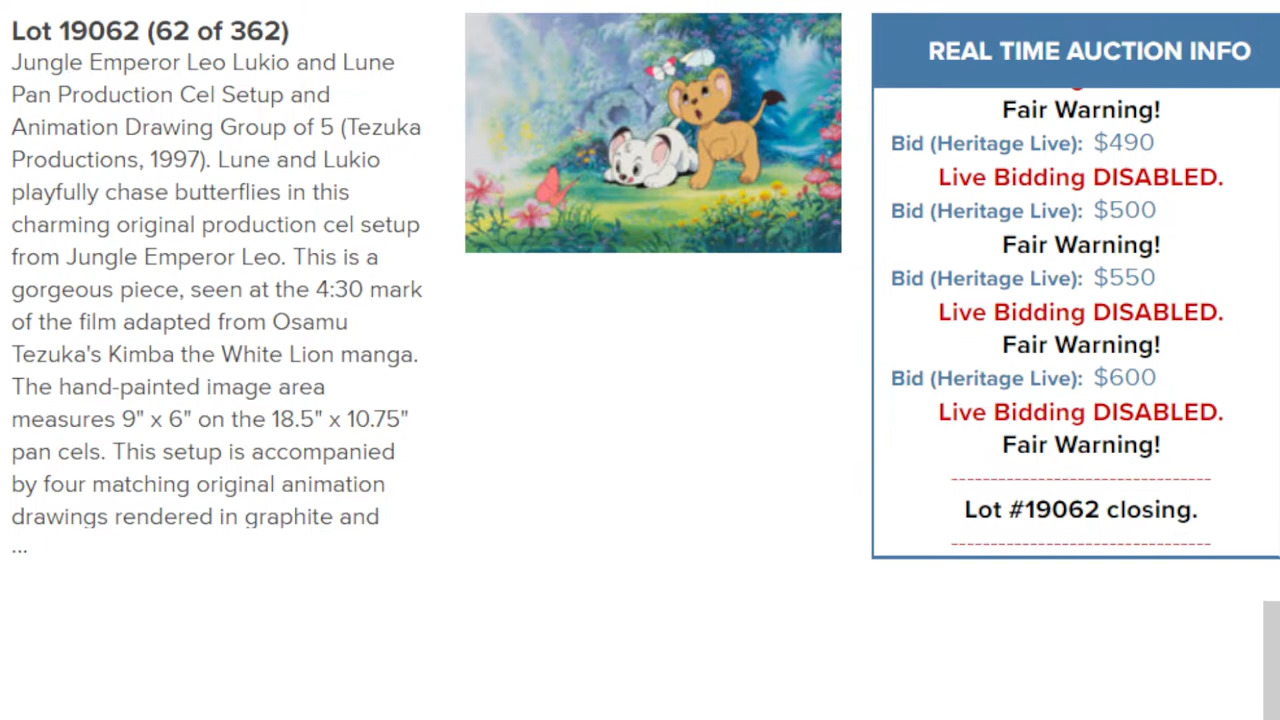 Lot 19062 (62 of 362)
Jungle Emperor Leo Lukio and Lune
Pan Production Cel Setup and
Animation Drawing Group of 5 (Tezuka
Productions, 1997). Lune and Lukio
playfully chase butterflies in this
charming original production cel setup
from Jungle Emperor Leo. This is a
gorgeous piece, seen at the 4:30 mark
of the film adapted from Osamu
Tezuka's Kimba the White Lion manga.
The hand-painted image area
measures 9" x 6" on the 18.5" x 10.75"
pan cels. This setup is accompanied
by four matching original animation
drawings rendered in graphite and
...
REAL TIME AUCTION INFO
Fair Warning!
Bid (Heritage Live): $490
Live Bidding DISABLED.
Bid (Heritage Live): $500
Fair Warning!
Bid (Heritage Live): $550
Live Bidding DISABLED.
Fair Warning!
Bid (Heritage Live): $600
Live Bidding DISABLED.
Fair Warning!
--------------------------------
Lot #19062 closing.
--------------------------------